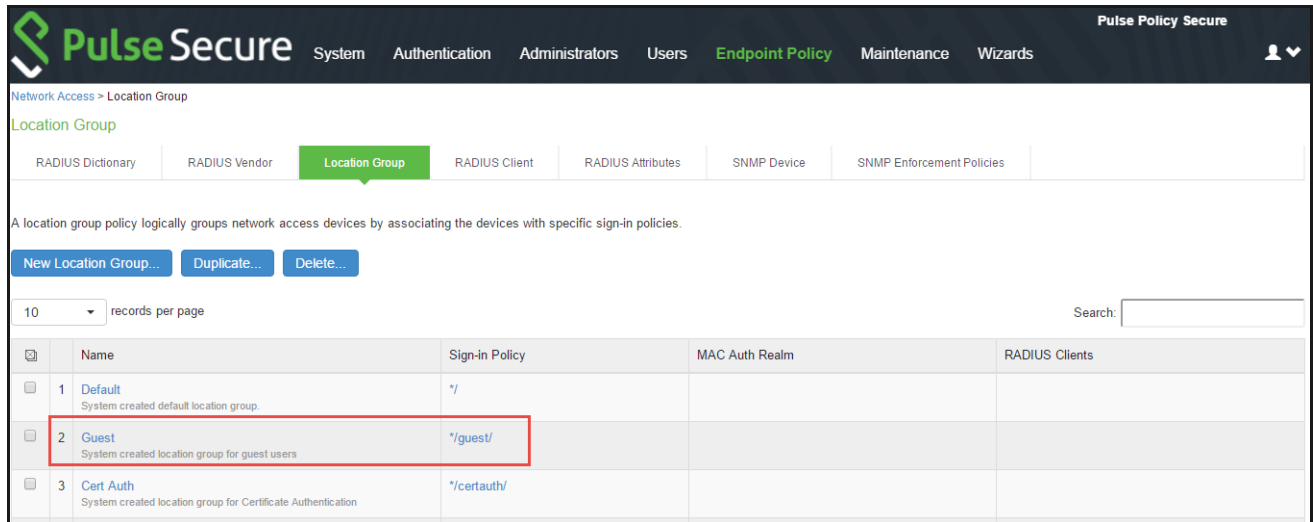 Pulse Policy Secure
Pulse Secure System Authentication Administrators Users Endpoint Policy Maintenance Wizards
Network Access > Location Group
Location Group
RADIUS Dictionary RADIUS Vendor Location Group RADIUS Client RADIUS Attributes SNMP Device SNMP Enforcement Policies
A location group policy logically groups network access devices by associating the devices with specific sign-in policies.
New Location Group... Duplicate... Delete...
10 records per page Search:
Name Sign-in Policy MAC Auth Realm RADIUS Clients
1 Default */
System created default location group.
2 Guest */guest/
System created location group for guest users
3 Cert Auth */certauth/
System created location group for Certificate Authentication